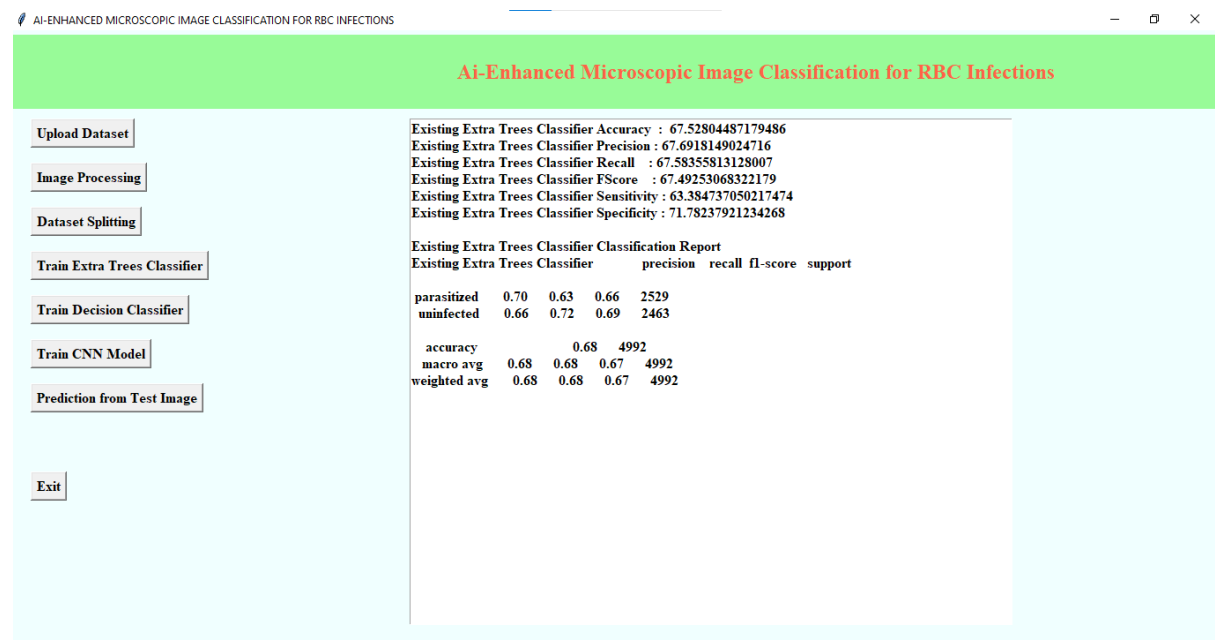 AI-ENHANCED MICROSCOPIC IMAGE CLASSIFICATION FOR RBC INFECTIONS
Ai-Enhanced Microscopic Image Classification for RBC Infections
Upload Dataset
Image Processing
Dataset Splitting
Train Extra Trees Classifier
Train Decision Classifier
Train CNN Model
Prediction from Test Image
Exit
Existing Extra Trees Classifier Accuracy : 67.52804487179486
Existing Extra Trees Classifier Precision : 67.6918149024716
Existing Extra Trees Classifier Recall : 67.58355813128007
Existing Extra Trees Classifier FScore : 67.49253068322179
Existing Extra Trees Classifier Sensitivity : 63.384737050217474
Existing Extra Trees Classifier Specificity : 71.78237921234268
Existing Extra Trees Classifier Classification Report
Existing Extra Trees Classifier precision recall f1-score support
parasitized 0.70 0.63 0.66 2529
uninfected 0.66 0.72 0.69 2463
accuracy 0.68 4992
macro avg 0.68 0.68 0.67 4992
weighted avg 0.68 0.68 0.67 4992